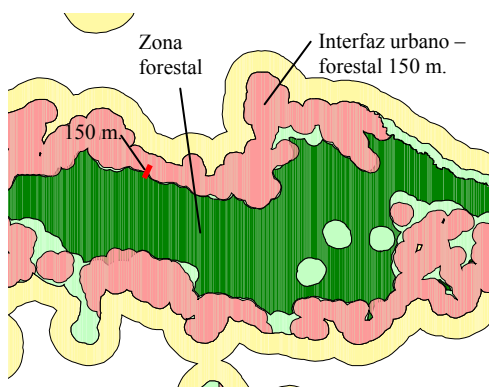 Zona
forestal
Interfaz urbano –
forestal 150 m.
150 m.